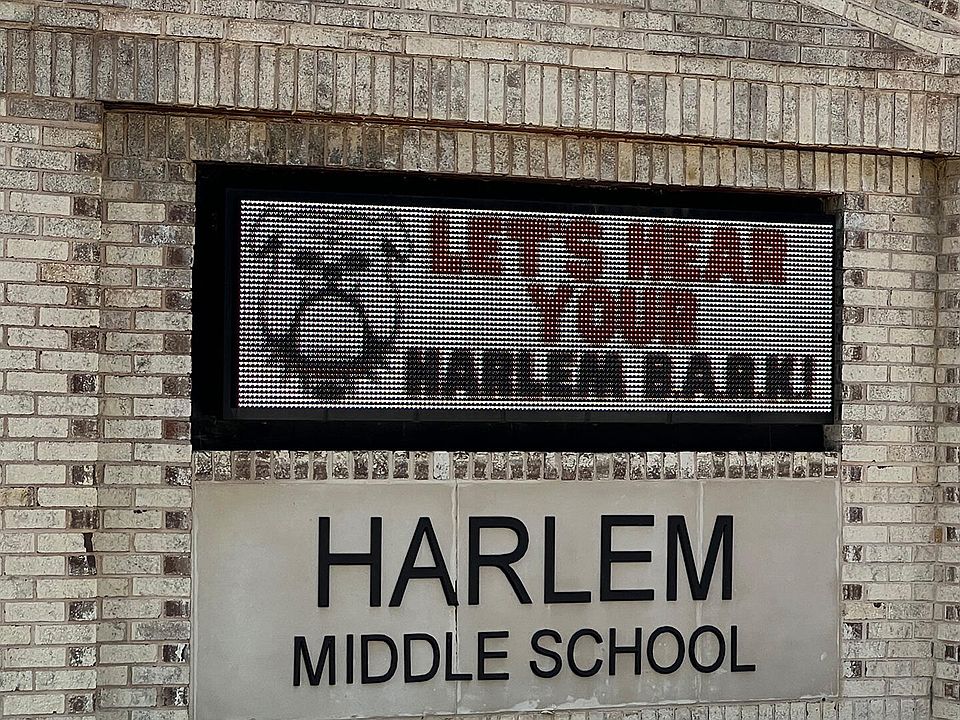 LET'S HEAR
YOUR
HARLEM BARK!
HARLEM
MIDDLE SCHOOL